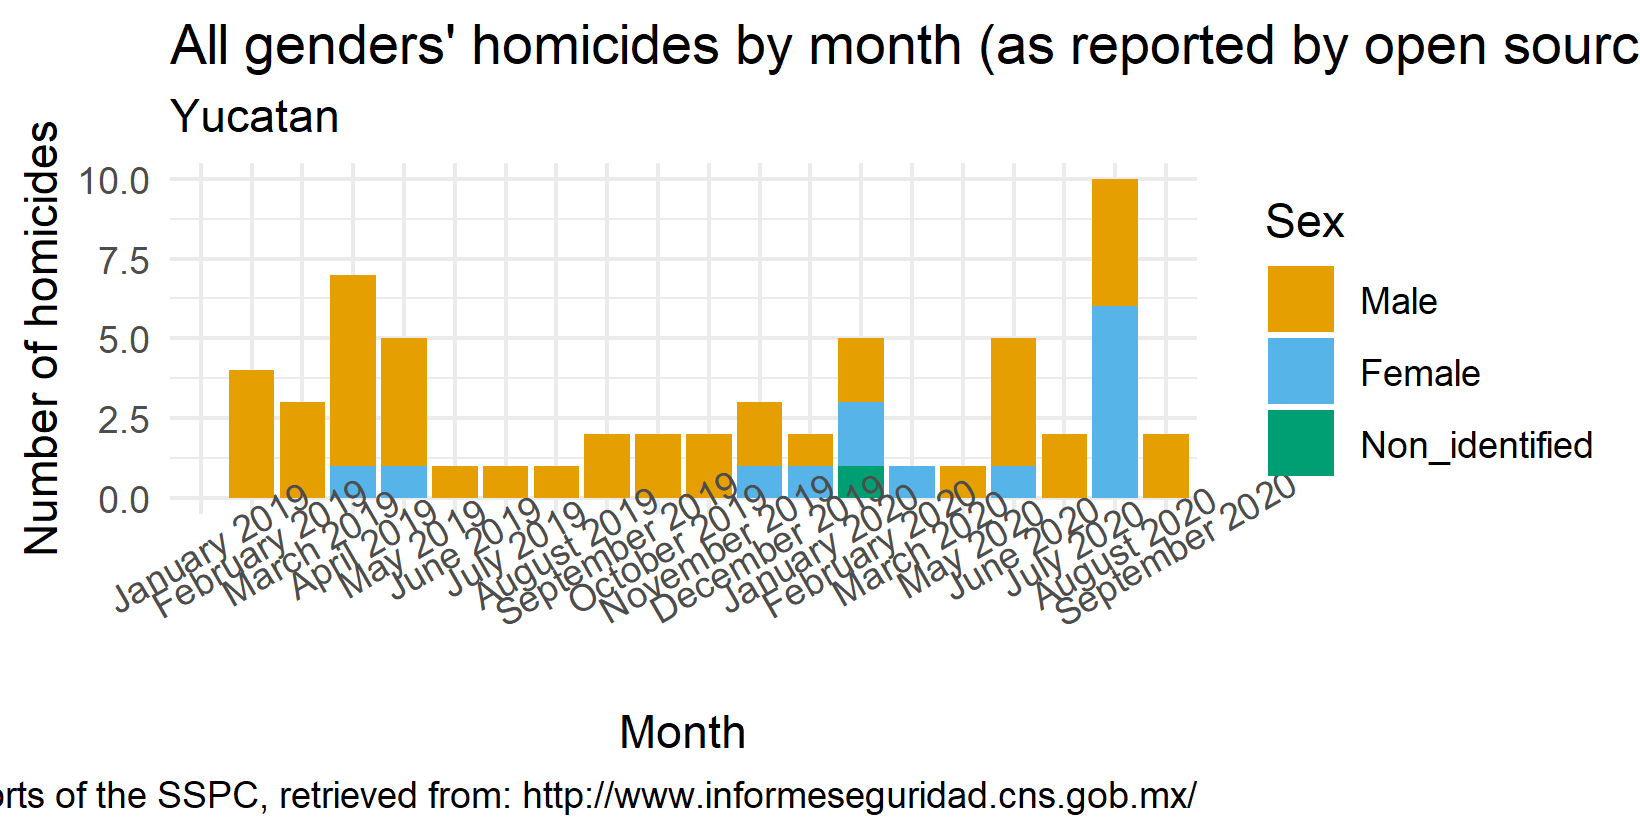 All genders' homicides by month (as reported by open sourc
Yucatan
Number of homicides
10.0
7.5
5.0
2.5
0.0
Sex
Male
Female
Non_identified
January 2019
February 2019
March 2019
April 2019
May 2019
June 2019
July 2019
August 2019
September 2019
October 2019
November 2019
December 2019
January 2020
February 2020
March 2020
May 2020
June 2020
July 2020
August 2020
September 2020
Month
orts of the SSPC, retrieved from: http://www.informeseguridad.cns.gob.mx/